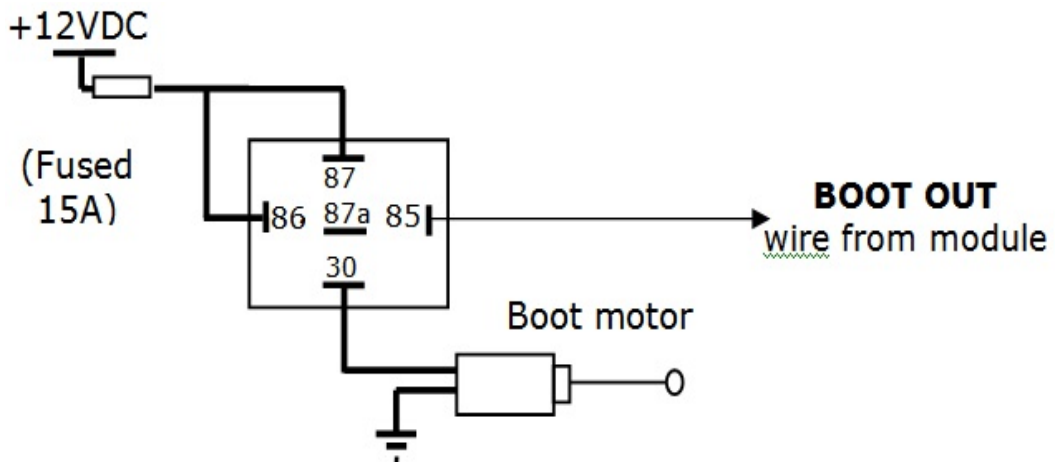 +12VDC
(Fused
15A)
87
86 87a 85
30
BOOT OUT
wire from module
Boot motor